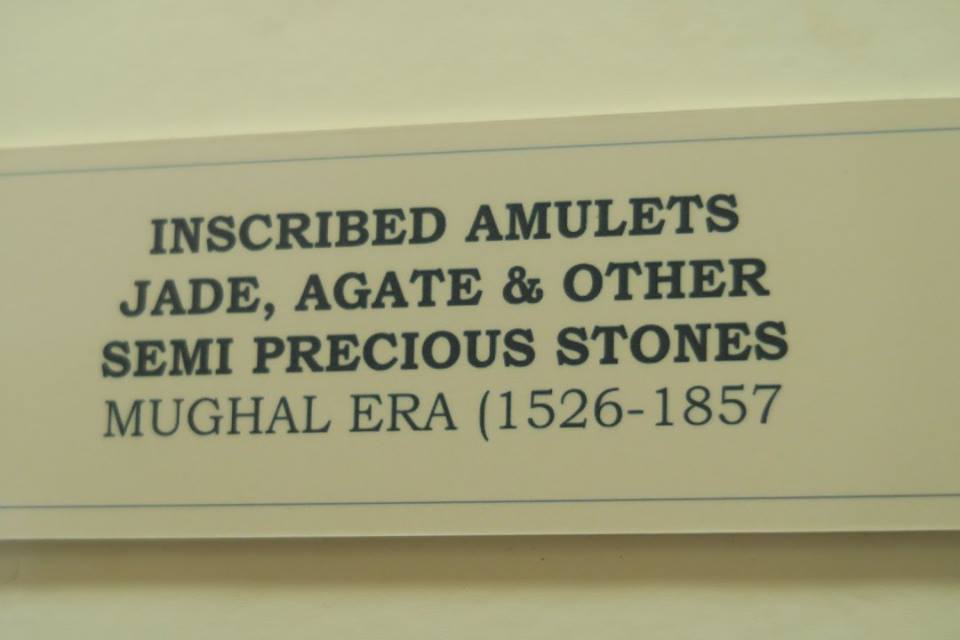 INSCRIBED AMULETS
JADE, AGATE & OTHER
SEMI PRECIOUS STONES
MUGHAL ERA (1526-1857